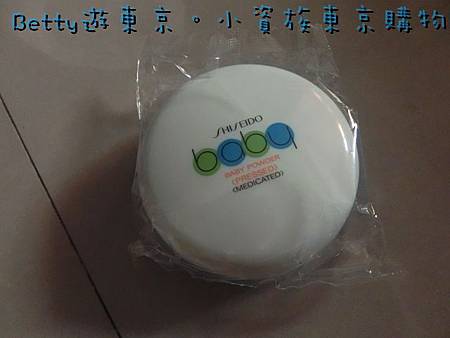 Betty遊東京。小資族東京購物
SHISEIDO
baby
BABY POWDER
(PRESSED)
(MEDICATED)